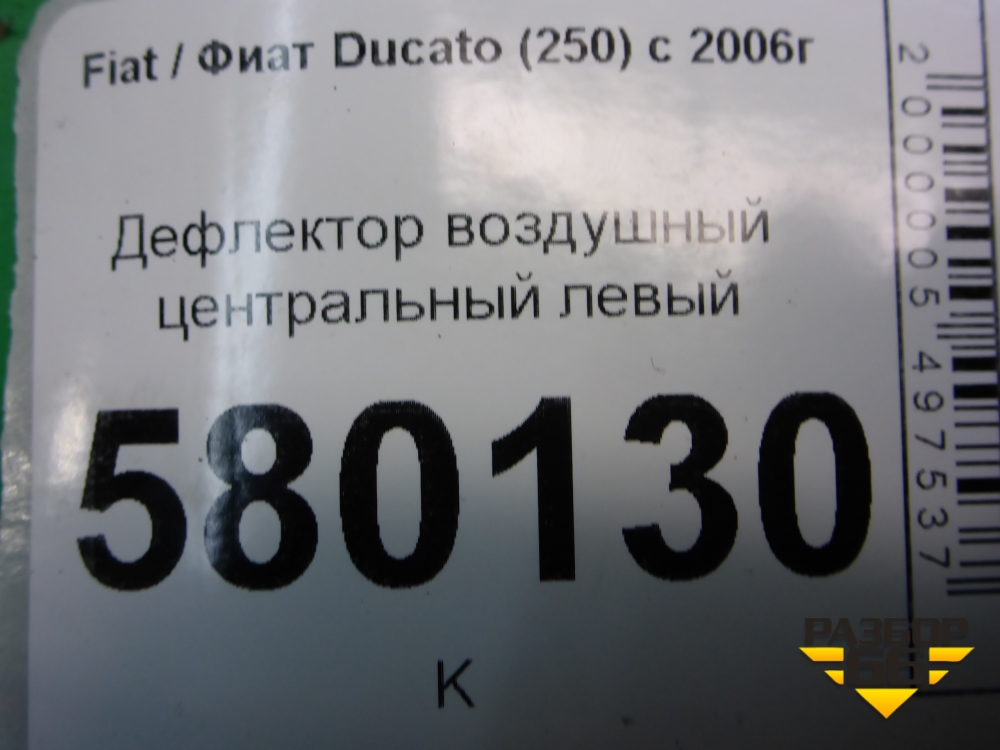 Fiat / Фиат Ducato (250) с 2006г
Дефлектор воздушный
центральный левый
580130
К
2000005497537
РАЗБОР
66